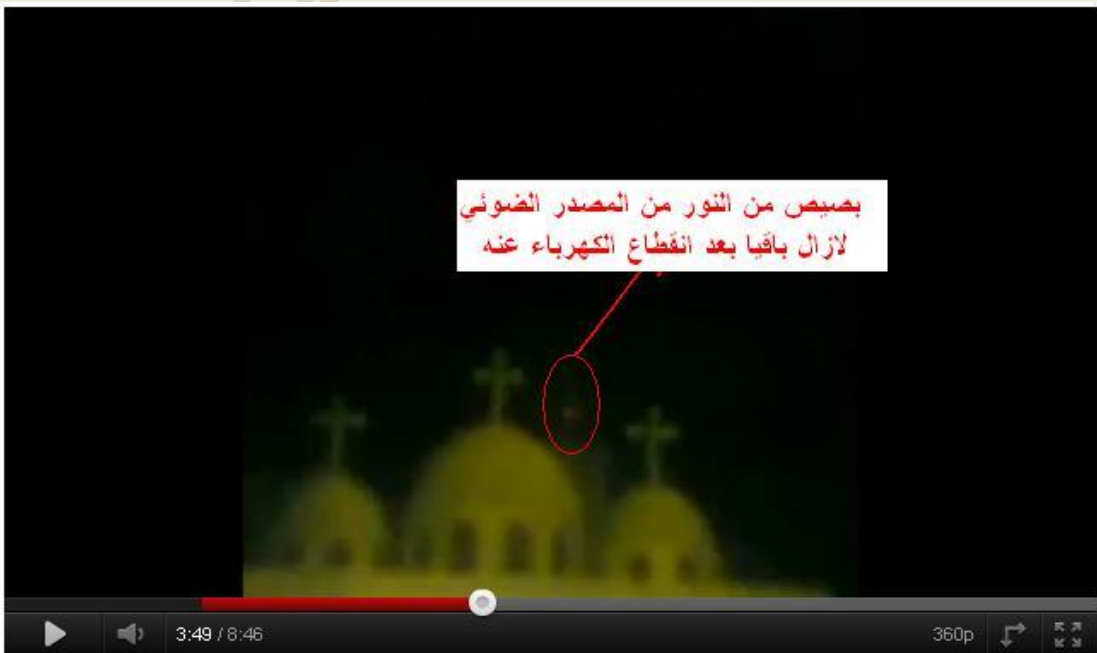 بصيص من النور من المصدر الضوئي
لازال باقيا بعد انقطاع الكهرباء عنه
3:49 / 8:46
360p